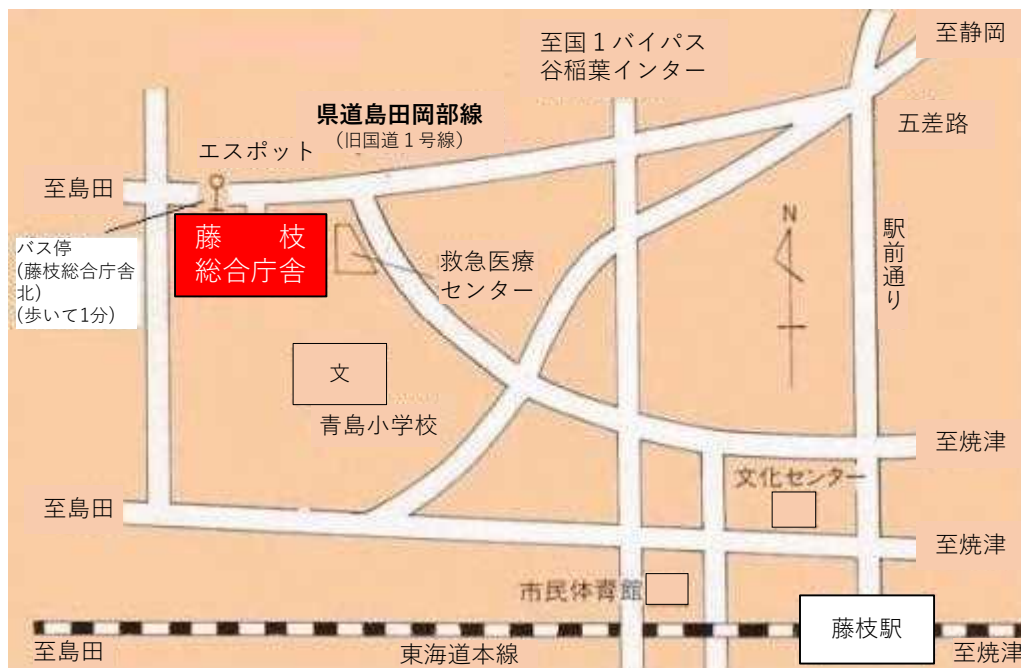 至静岡
至国１バイパス
谷稲葉インター
県道島田岡部線
(旧国道１号線)
五差路
エスポット
至島田
バス停
(藤枝総合庁舎
北)
(歩いて1分)
藤　枝
総合庁舎
救急医療
センター
N
駅前通り
文
青島小学校
至焼津
文化センター
至島田
至焼津
市民体育館
藤枝駅
至島田
東海道本線
至焼津